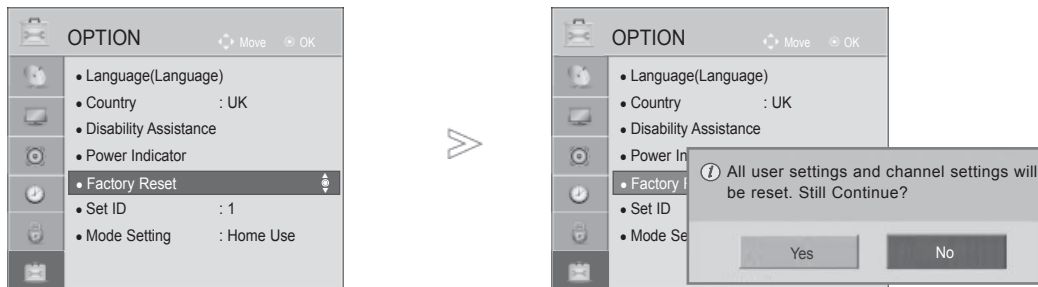 OPTION Move OK
● Language(Language)
● Country : UK
● Disability Assistance
● Power Indicator
● Factory Reset
● Set ID : 1
● Mode Setting : Home Use
OPTION Move OK
● Language(Language)
● Country : UK
● Disability Assistance
● Power In
● Factory
● Set ID
● Mode Se
All user settings and channel settings will
be reset. Still Continue?
Yes No